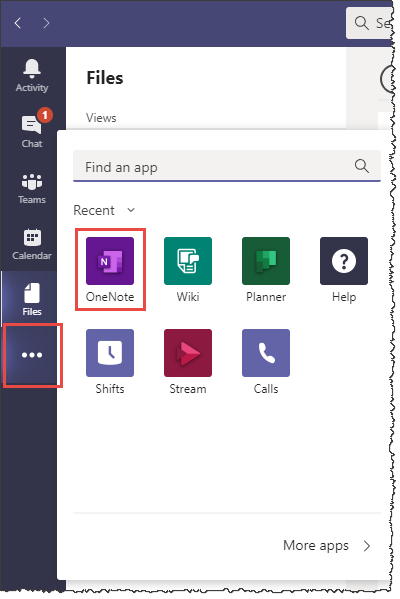 Se
Files
Activity
Views
1
Chat
Find an app
Teams
Recent
N
OneNote
Wiki
Planner
?
Help
Calendar
Files
Shifts
Stream
Calls
More apps